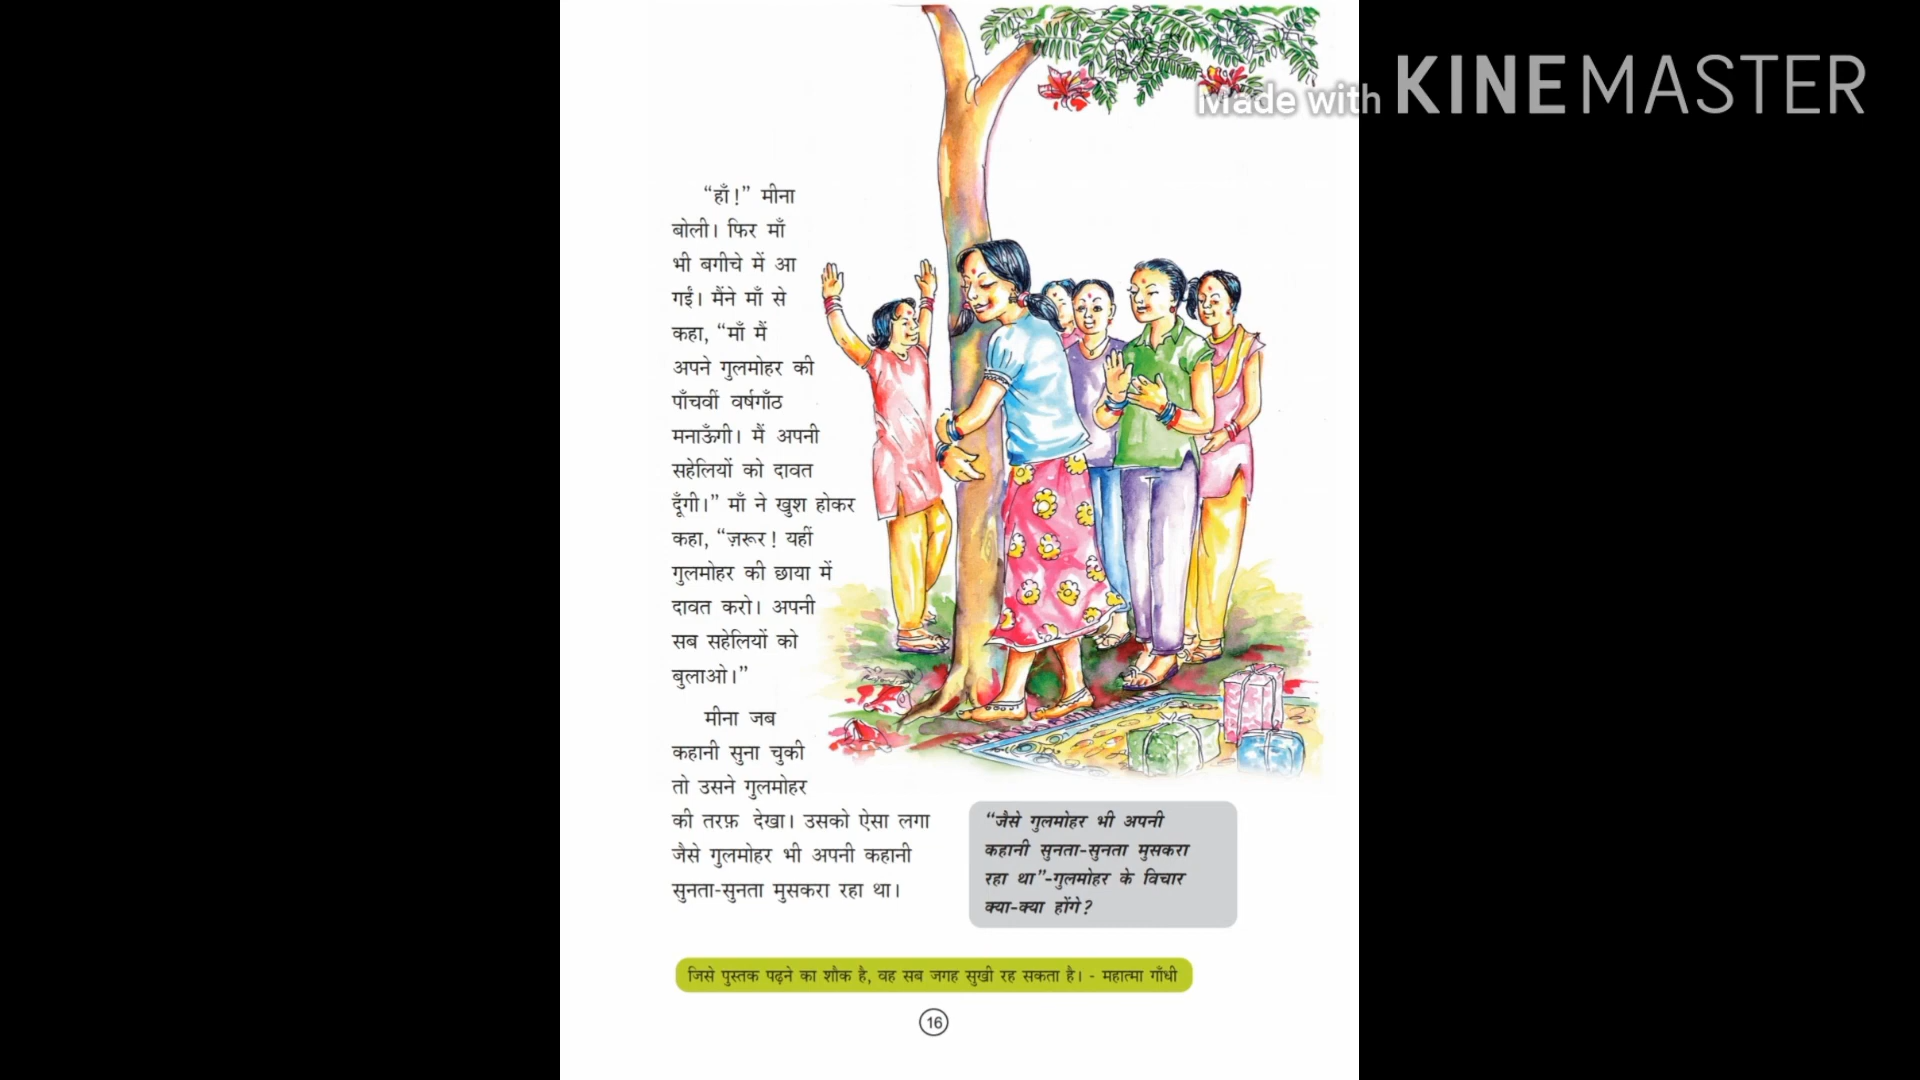 Made with KINEMASTER
“हाँ!” मीना
बोली। फिर माँ
भी बगीचे में आ
गईं। मैंने माँ से
कहा, “माँ मैं
अपने गुलमोहर की
पाँचवीं वर्षगाँठ
मनाऊँगी। मैं अपनी
सहेलियों को दावत
दूँगी।” माँ ने खुश होकर
कहा, “ज़रूर! यहीं
गुलमोहर की छाया में
दावत करो। अपनी
सब सहेलियों को
बुलाओ।”
मीना जब
कहानी सुना चुकी
तो उसने गुलमोहर
की तरफ़ देखा। उसको ऐसा लगा
जैसे गुलमोहर भी अपनी कहानी
सुनता-सुनता मुसकरा रहा था।
“जैसे गुलमोहर भी अपनी
कहानी सुनता-सुनता मुसकरा
रहा था”-गुलमोहर के विचार
क्या-क्या होंगे?
जिसे पुस्तक पढ़ने का शौक है, वह सब जगह सुखी रह सकता है। - महात्मा गाँधी
16